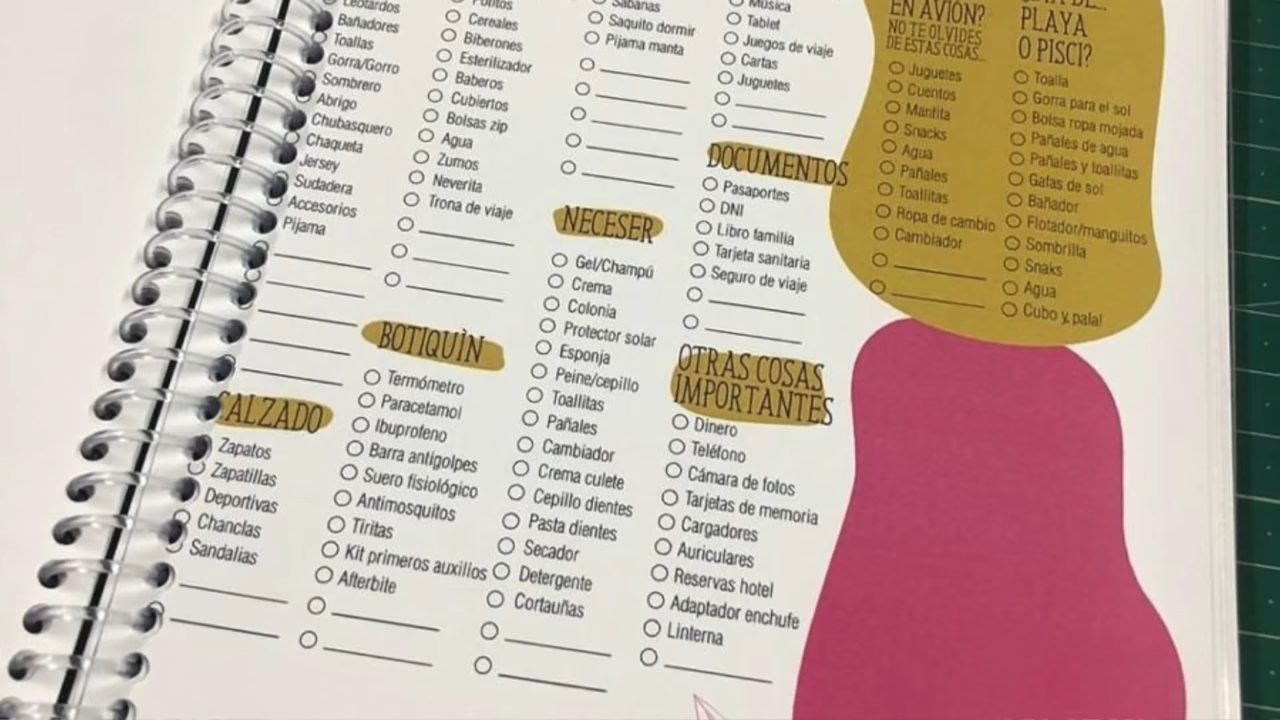 Leotardos
Bañadores
Toallas
Gorra/Gorro
Sombrero
Abrigo
Chubasquero
Chaqueta
Jersey
Sudadera
Accesorios
Pijama
CALZADO
Zapatos
Zapatillas
Deportivas
Chanclas
Sandalias
Potitos
Cereales
Biberones
Esterilizador
Baberos
Cubiertos
Bolsas zip
Agua
Zumos
Neverita
Trona de viaje
BOTIQUÌN
Termómetro
Paracetamol
Ibuprofeno
Barra antigolpes
Suero fisiológico
Antimosquitos
Tiritas
Kit primeros auxilios
Afterbite
Sábanas
Saquito dormir
Pijama manta
NECESER
Gel/Champú
Crema
Colonia
Protector solar
Esponja
Peine/cepillo
Toallitas
Pañales
Cambiador
Crema culete
Cepillo dientes
Pasta dientes
Secador
Detergente
Cortauñas
Música
Tablet
Juegos de viaje
Cartas
Juguetes
DOCUMENTOS
Pasaportes
DNI
Libro familia
Tarjeta sanitaria
Seguro de viaje
OTRAS COSAS
IMPORTANTES
Dinero
Teléfono
Cámara de fotos
Tarjetas de memoria
Cargadores
Auriculares
Reservas hotel
Adaptador enchufe
Linterna
EN AVIÓN?
NO TE OLVIDES
DE ESTAS COSAS...
Juguetes
Cuentos
Mantita
Snacks
Agua
Pañales
Toallitas
Ropa de cambio
Cambiador
PLAYA
O PISCI?
Toalla
Gorra para el sol
Bolsa ropa mojada
Pañales de agua
Pañales y toallitas
Gafas de sol
Bañador
Flotador/manguitos
Sombrilla
Snaks
Agua
Cubo y pala!